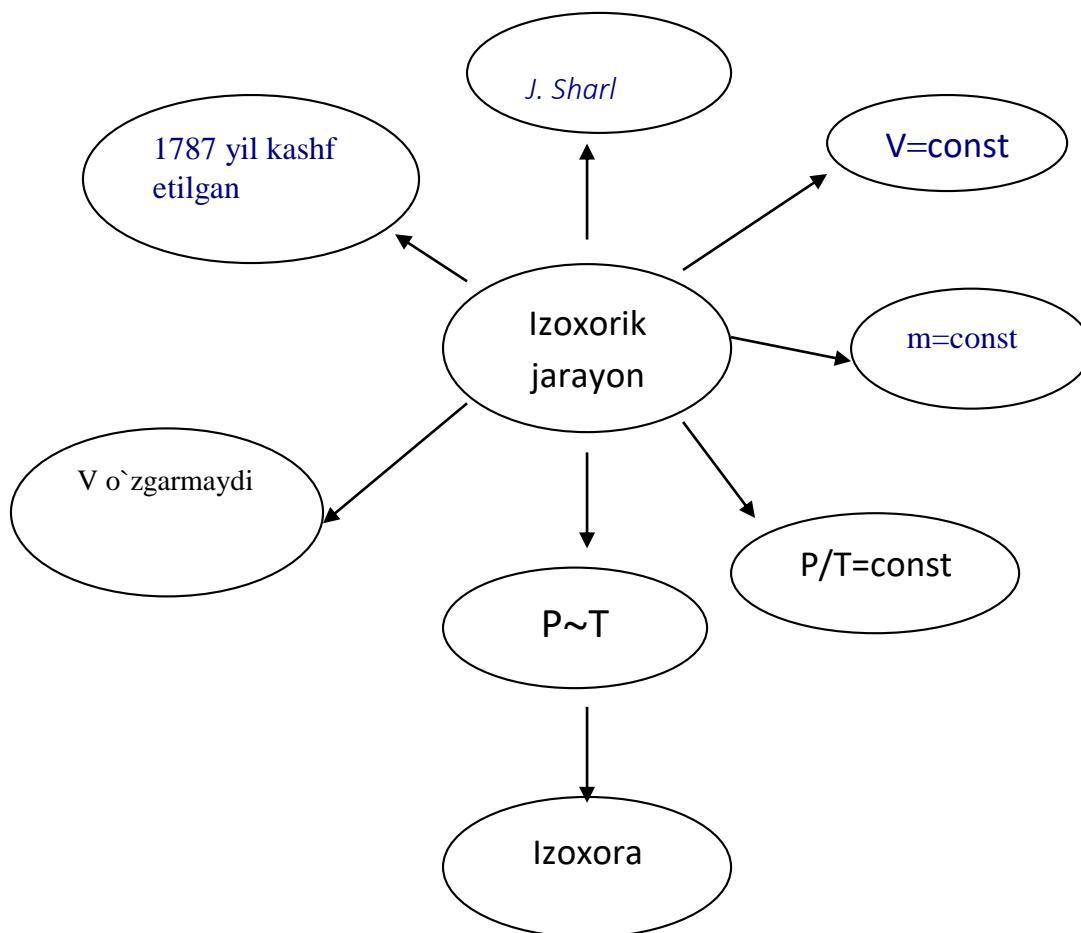 J. Sharl
1787 yil kashf
etilgan
V=const
Izoxorik
jarayon
m=const
V o`zgarmaydi
P/T=const
P~T
Izoxora